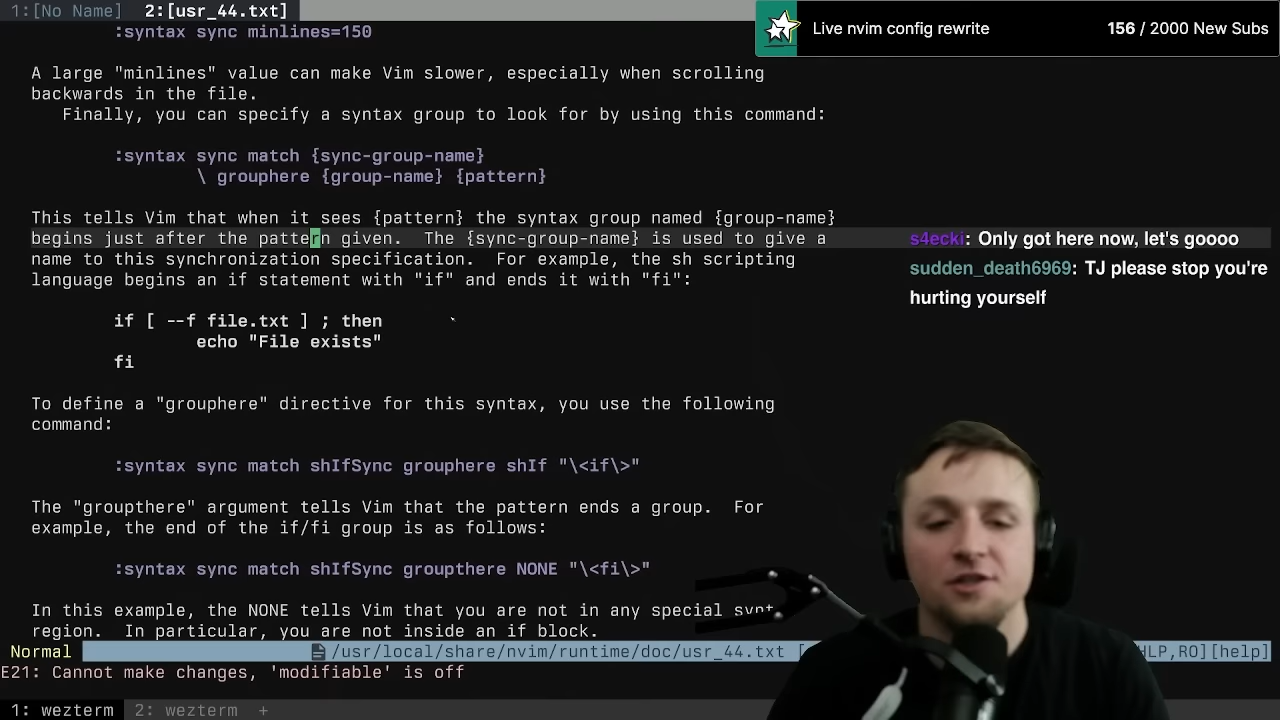 1:[No Name] 2:[usr_44.txt]
:syntax sync minlines=150
Live nvim config rewrite 156 / 2000 New Subs
A large "minlines" value can make Vim slower, especially when scrolling
backwards in the file.
Finally, you can specify a syntax group to look for by using this command:
:syntax sync match {sync-group-name}
\ grouphere {group-name} {pattern}
This tells Vim that when it sees {pattern} the syntax group named {group-name}
begins just after the pattern given. The {sync-group-name} is used to give a
name to this synchronization specification. For example, the sh scripting
language begins an if statement with "if" and ends it with "fi":
s4ecki: Only got here now, let's goooo
sudden_death6969: TJ please stop you're
hurting yourself
if [ --f file.txt ] ; then
echo "File exists"
fi
To define a "grouphere" directive for this syntax, you use the following
command:
:syntax sync match shIfSync grouphere shIf "\<if\>"
The "groupthere" argument tells Vim that the pattern ends a group. For
example, the end of the if/fi group is as follows:
:syntax sync match shIfSync groupthere NONE "\<fi\>"
In this example, the NONE tells Vim that you are not in any special
region. In particular, you are not inside an if block.
Normal /usr/local/share/nvim/runtime/doc/usr_44.txt [ HLP,RO][help]
E21: Cannot make changes, 'modifiable' is off
1: wezterm 2: wezterm +